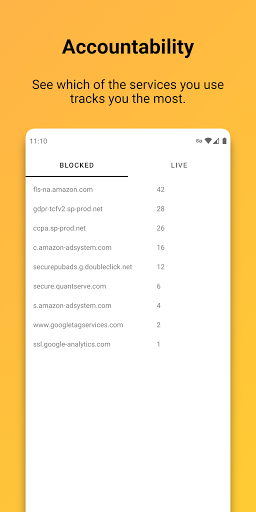 Accountability
See which of the services you use
tracks you the most.
11:10
BLOCKED LIVE
fls-na.amazon.com 42
gdpr-tcfv2.sp-prod.net 28
ccpa.sp-prod.net 26
c.amazon-adsystem.com 16
securepubads.g.doubleclick.net 12
secure.quantserve.com 6
s.amazon-adsystem.com 4
www.googletagservices.com 2
ssl.google-analytics.com 1